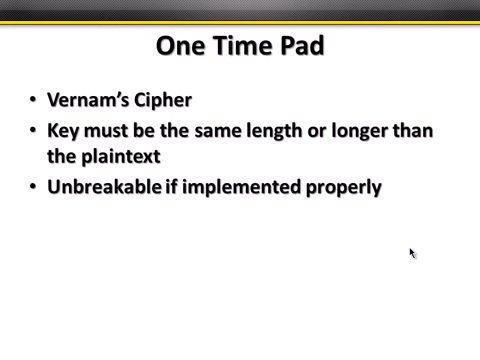 One Time Pad
• Vernam’s Cipher
• Key must be the same length or longer than
the plaintext
• Unbreakable if implemented properly